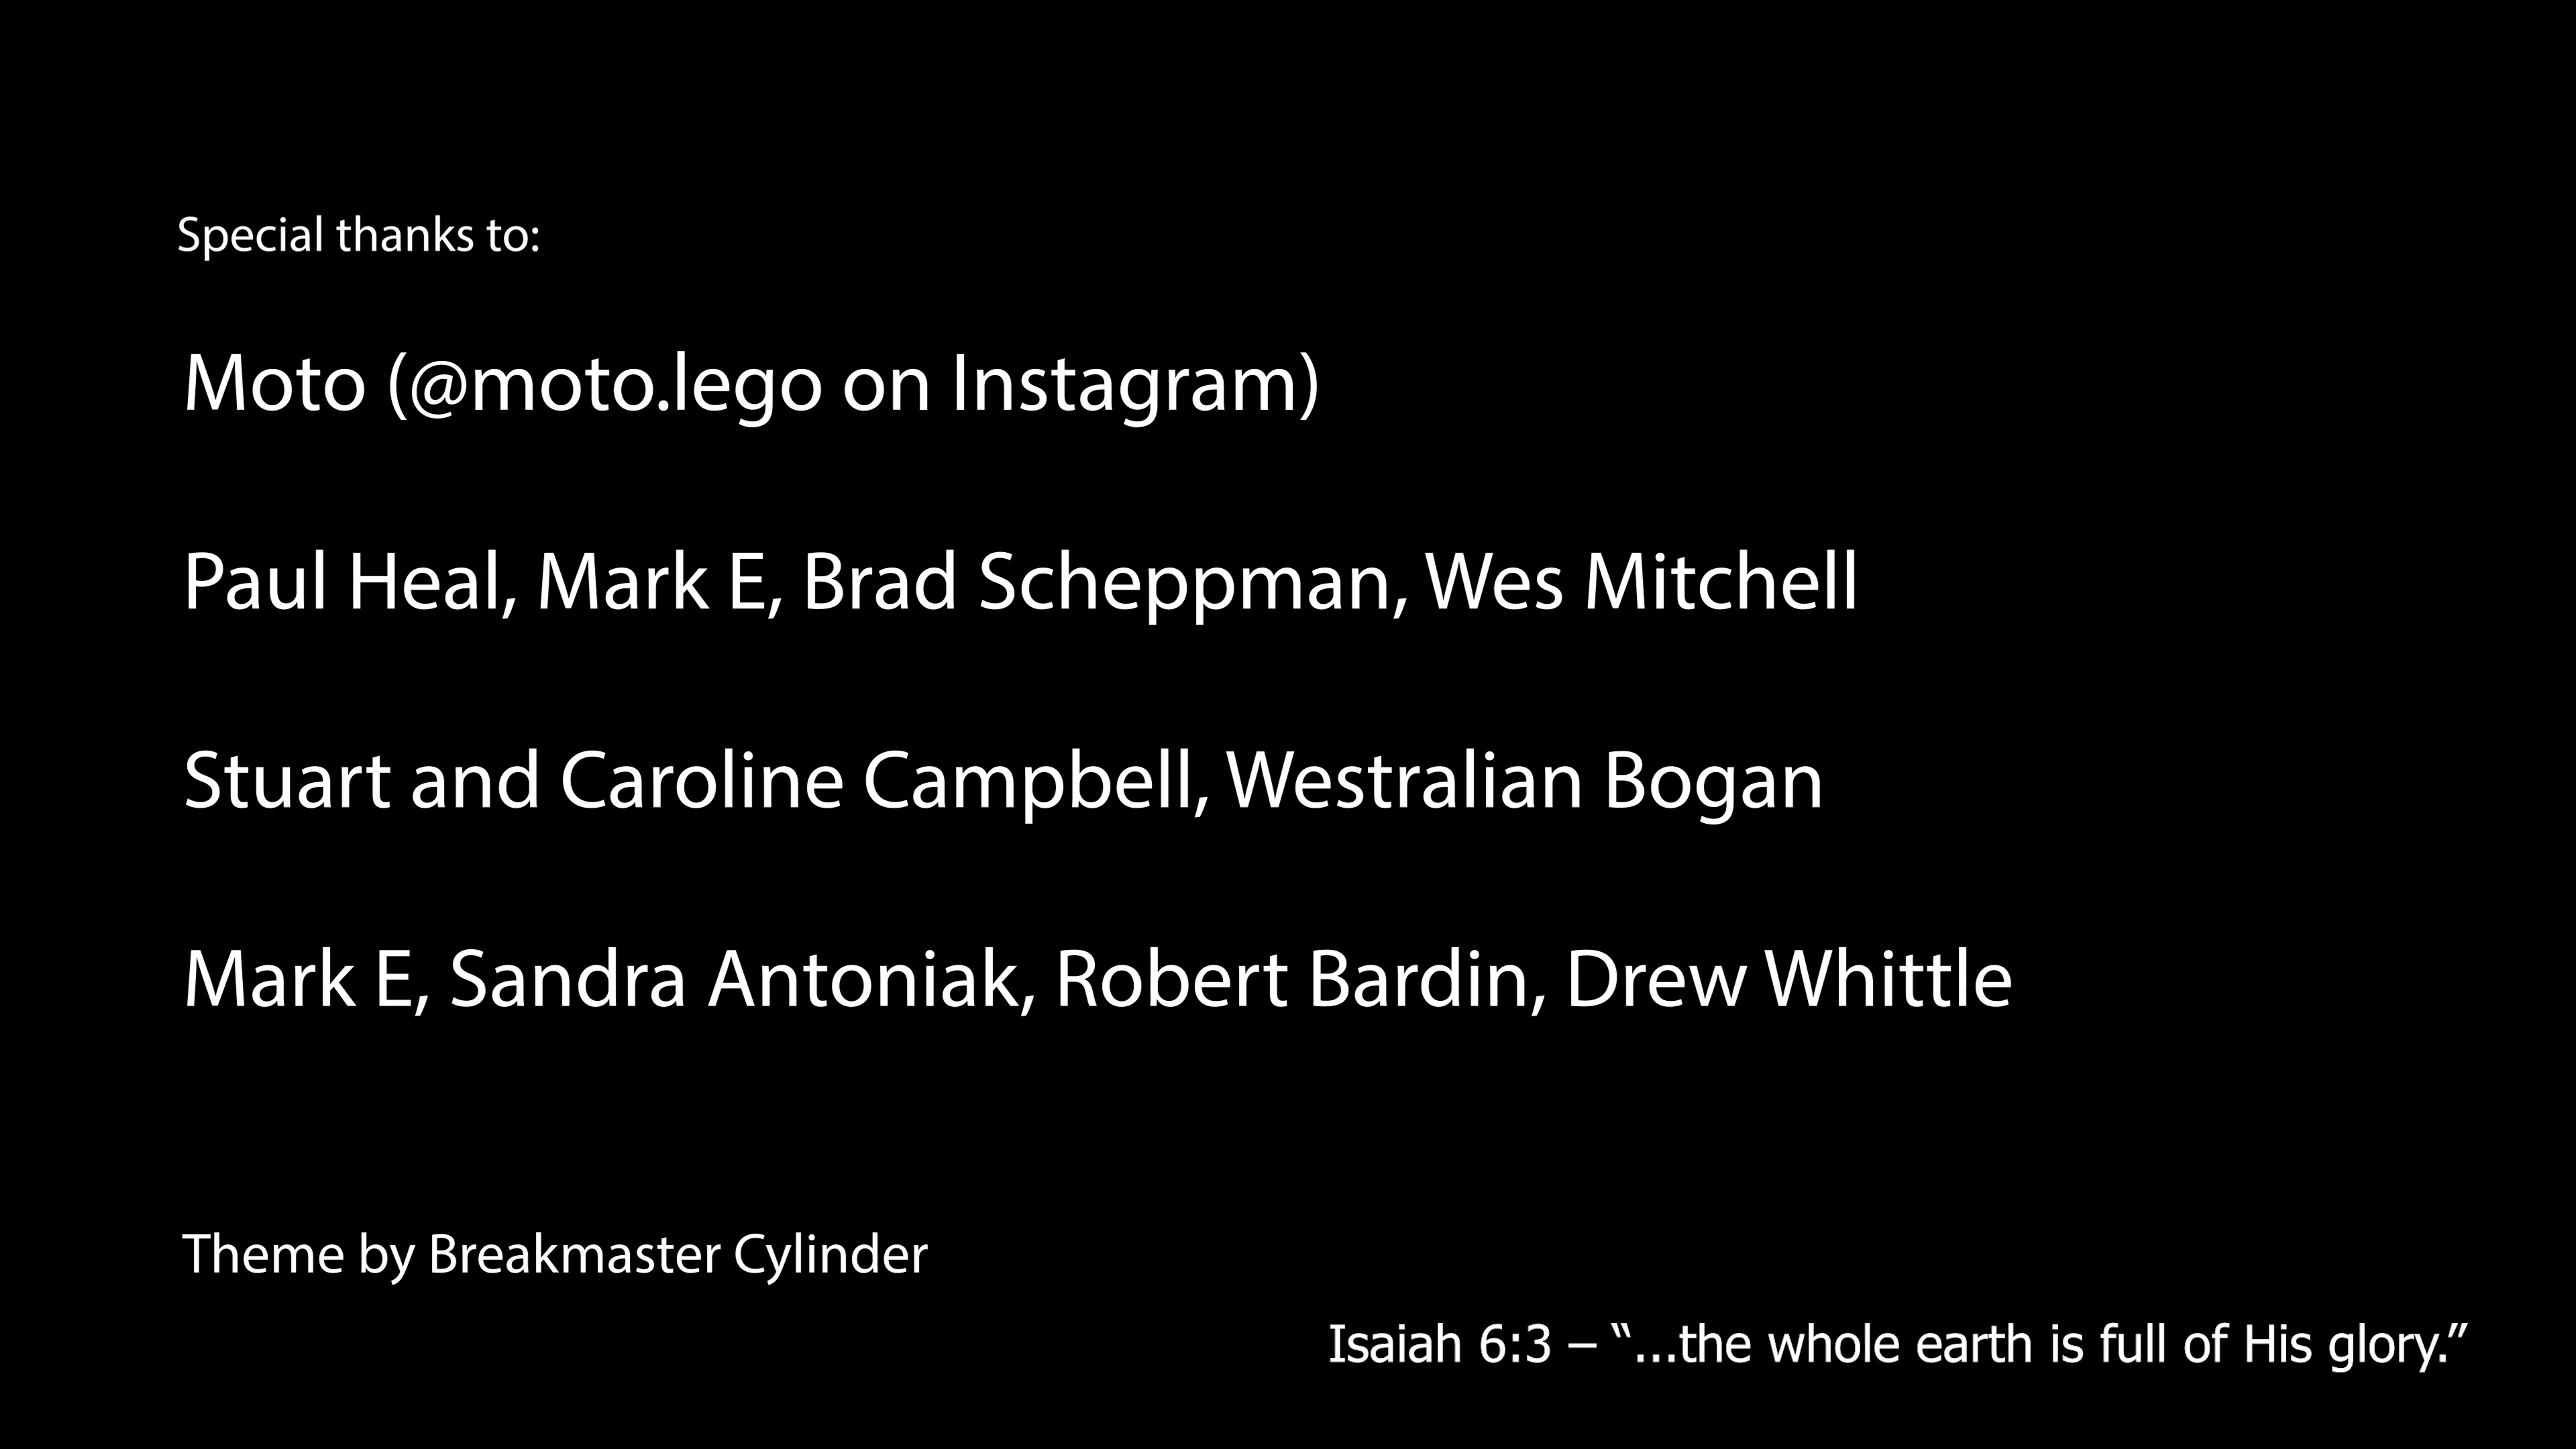 Special thanks to:
Moto (@moto.lego on Instagram)
Paul Heal, Mark E, Brad Scheppman, Wes Mitchell
Stuart and Caroline Campbell, Westralian Bogan
Mark E, Sandra Antoniak, Robert Bardin, Drew Whittle
Theme by Breakmaster Cylinder
Isaiah 6:3 – “...the whole earth is full of His glory.”